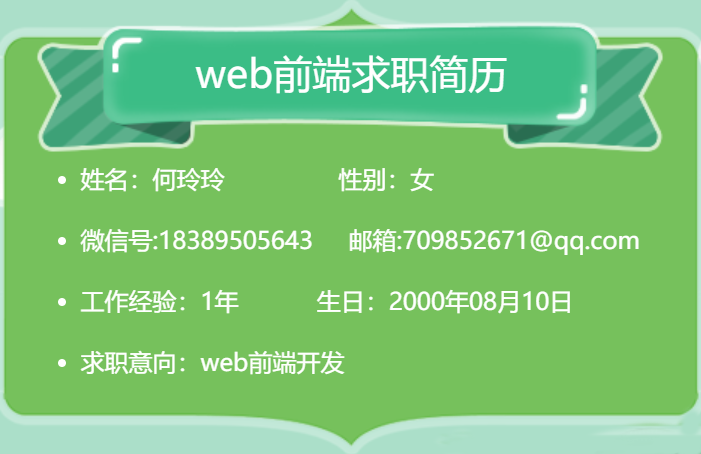 web前端求职简历
姓名：何玲玲 性别：女
微信号:18389505643 邮箱:709852671@qq.com
工作经验：1年 生日：2000年08月10日
求职意向：web前端开发